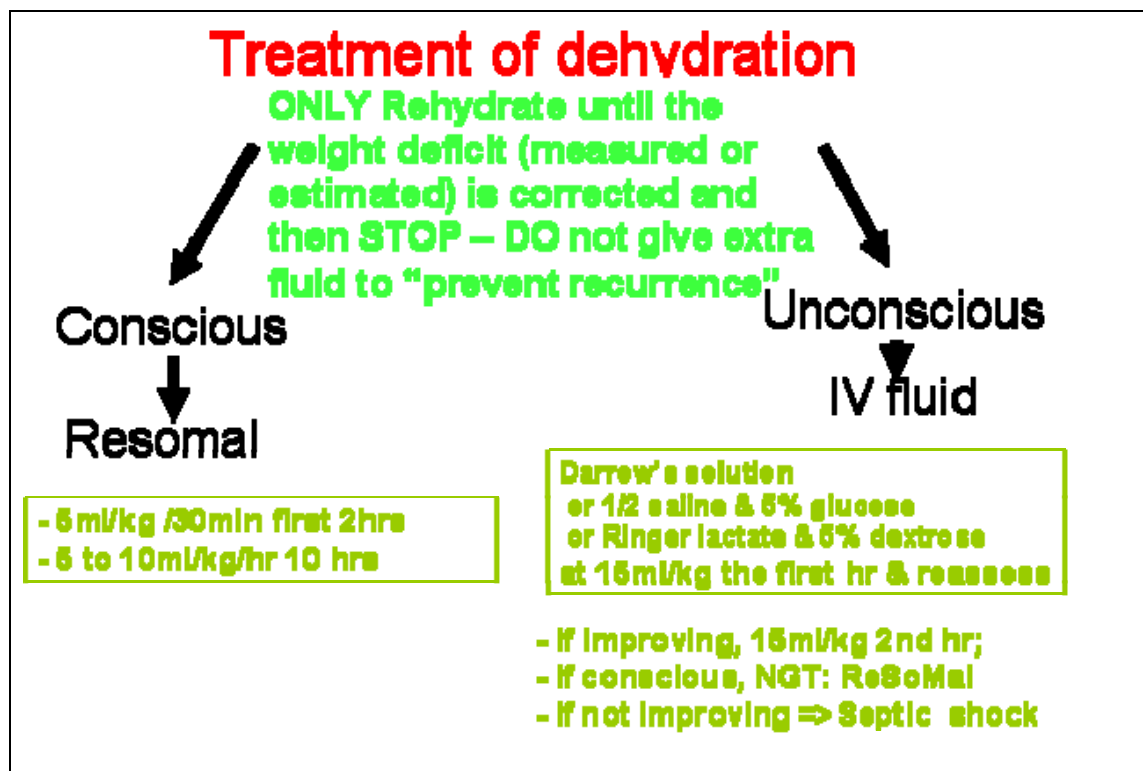 Treatment of dehydration
ONLY Rehydrate until the
weight deficit (measured or
estimated) is corrected and
then STOP – DO not give extra
fluid to “prevent recurrence"
Conscious
Unconscious
Resomal
IV fluid
- 5ml/kg /30min first 2hrs
- 5 to 10ml/kg/hr 10 hrs
Darrow's solution
or 1/2 saline & 5% glucose
or Ringer lactate & 5% dextrose
at 15ml/kg the first hr & reassess
- If improving, 15ml/kg 2nd hr;
- If conscious, NGT: ReSoMal
- If not improving => Septic shock